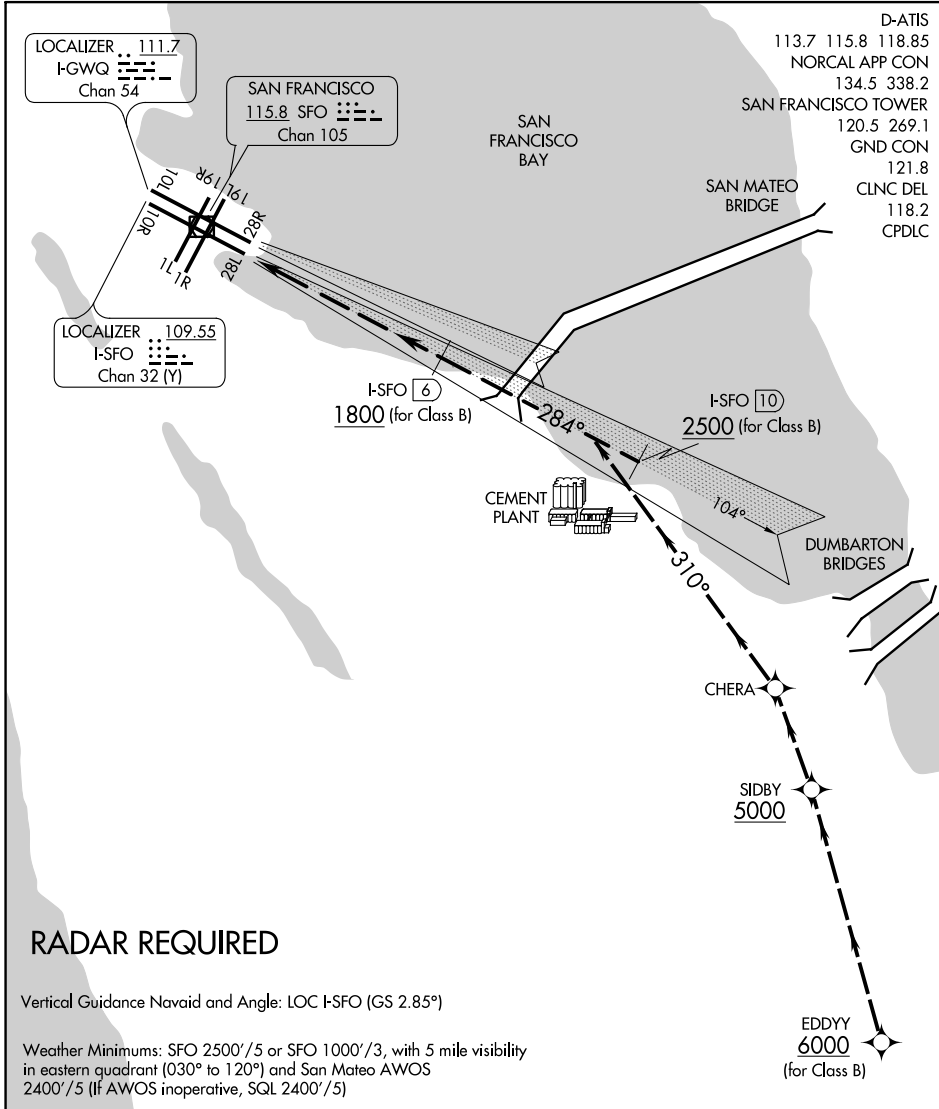 D-ATIS
113.7 115.8 118.85
NORCAL APP CON
134.5 338.2
SAN FRANCISCO TOWER
120.5 269.1
GND CON
121.8
CLNC DEL
118.2
CPDLC
LOCALIZER 111.7
I-GWQ
Chan 54
SAN FRANCISCO
115.8 SFO
Chan 105
SAN
FRANCISCO
BAY
SAN MATEO
BRIDGE
10L
19R
19L
28R
10R
1L
1R
28L
LOCALIZER 109.55
I-SFO
Chan 32 (Y)
I-SFO 6
1800 (for Class B)
284°
I-SFO 10
2500 (for Class B)
CEMENT
PLANT
104°
DUMBARTON
BRIDGES
310°
CHERA
SIDBY
5000
RADAR REQUIRED
Vertical Guidance Navaid and Angle: LOC I-SFO (GS 2.85°)
Weather Minimums: SFO 2500'/5 or SFO 1000'/3, with 5 mile visibility
in eastern quadrant (030° to 120°) and San Mateo AWOS
2400'/5 (If AWOS inoperative, SQL 2400'/5)
EDDYY
6000
(for Class B)